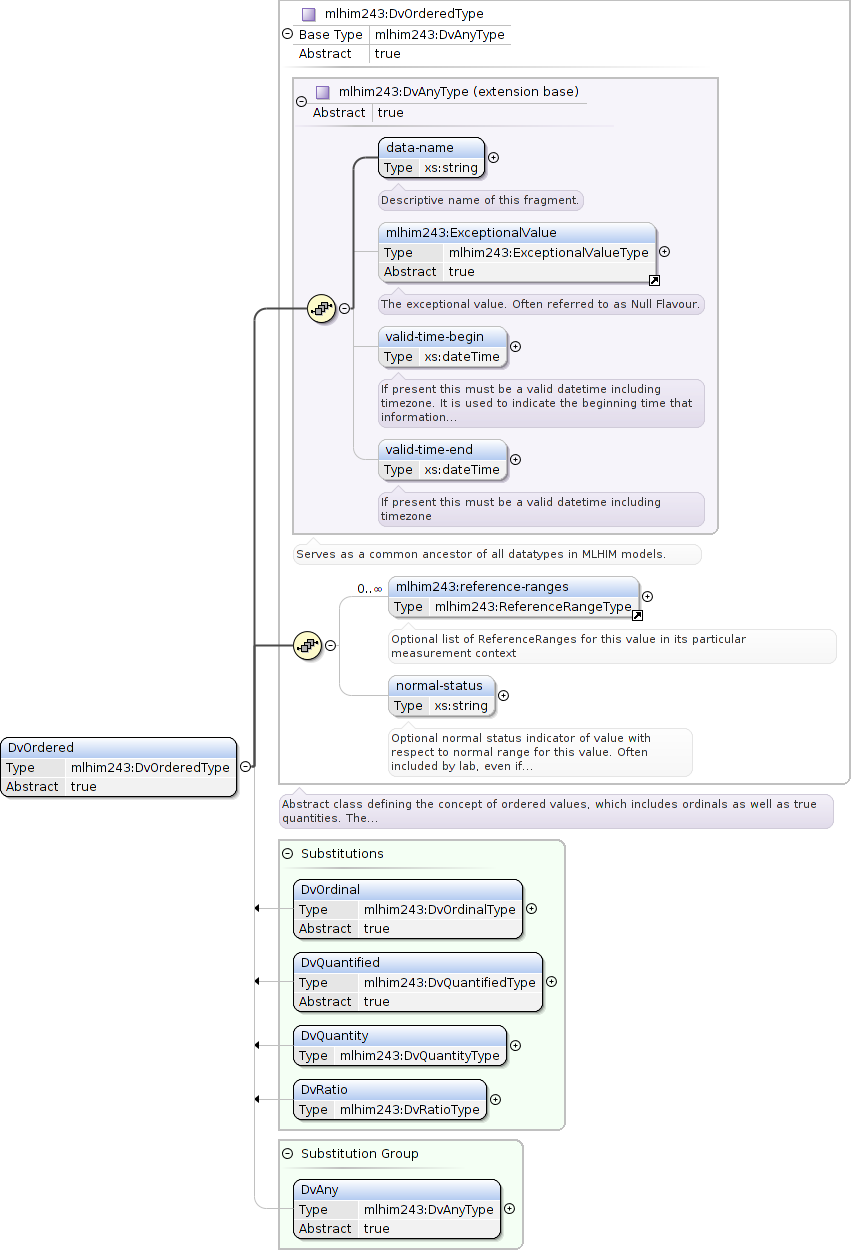 mlhim243:DvOrderedType
Base Type mlhim243:DvAnyType
Abstract true
mlhim243:DvAnyType (extension base)
Abstract true
data-name
Type xs:string
Descriptive name of this fragment.
mlhim243:ExceptionalValue
Type mlhim243:ExceptionalValueType
Abstract true
The exceptional value. Often referred to as Null Flavour.
valid-time-begin
Type xs:dateTime
If present this must be a valid datetime including
timezone. It is used to indicate the beginning time that
information...
valid-time-end
Type xs:dateTime
If present this must be a valid datetime including
timezone
Serves as a common ancestor of all datatypes in MLHIM models.
0..∞
mlhim243:reference-ranges
Type mlhim243:ReferenceRangeType
Optional list of ReferenceRanges for this value in its particular
measurement context
normal-status
Type xs:string
Optional normal status indicator of value with
respect to normal range for this value. Often
included by lab, even if...
DvOrdered
Type mlhim243:DvOrderedType
Abstract true
Abstract class defining the concept of ordered values, which includes ordinals as well as true
quantities. The...
Substitutions
DvOrdinal
Type mlhim243:DvOrdinalType
Abstract true
DvQuantified
Type mlhim243:DvQuantifiedType
Abstract true
DvQuantity
Type mlhim243:DvQuantityType
DvRatio
Type mlhim243:DvRatioType
Substitution Group
DvAny
Type mlhim243:DvAnyType
Abstract true